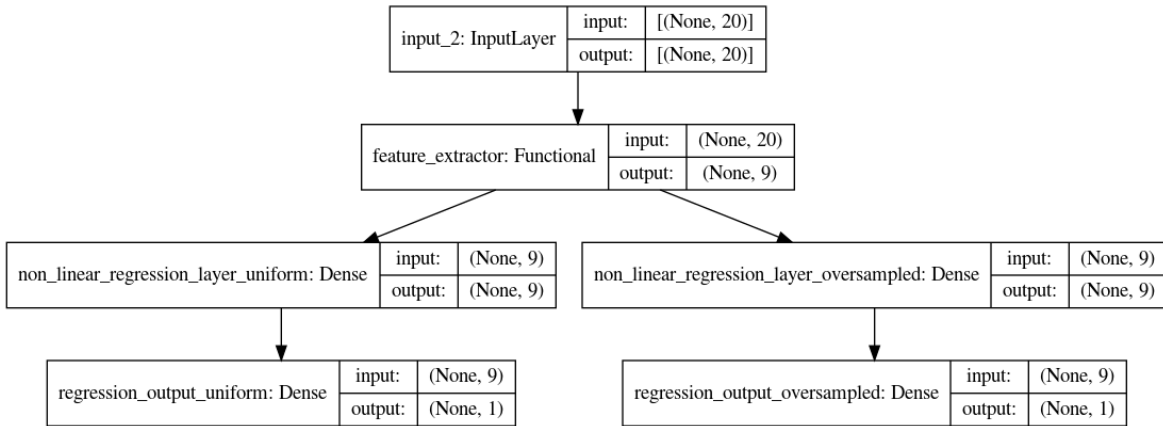 input_2: InputLayer
input: [(None, 20)]
output: [(None, 20)]
feature_extractor: Functional
input: (None, 20)
output: (None, 9)
non_linear_regression_layer_uniform: Dense
input: (None, 9)
output: (None, 9)
non_linear_regression_layer_oversampled: Dense
input: (None, 9)
output: (None, 9)
regression_output_uniform: Dense
input: (None, 9)
output: (None, 1)
regression_output_oversampled: Dense
input: (None, 9)
output: (None, 1)